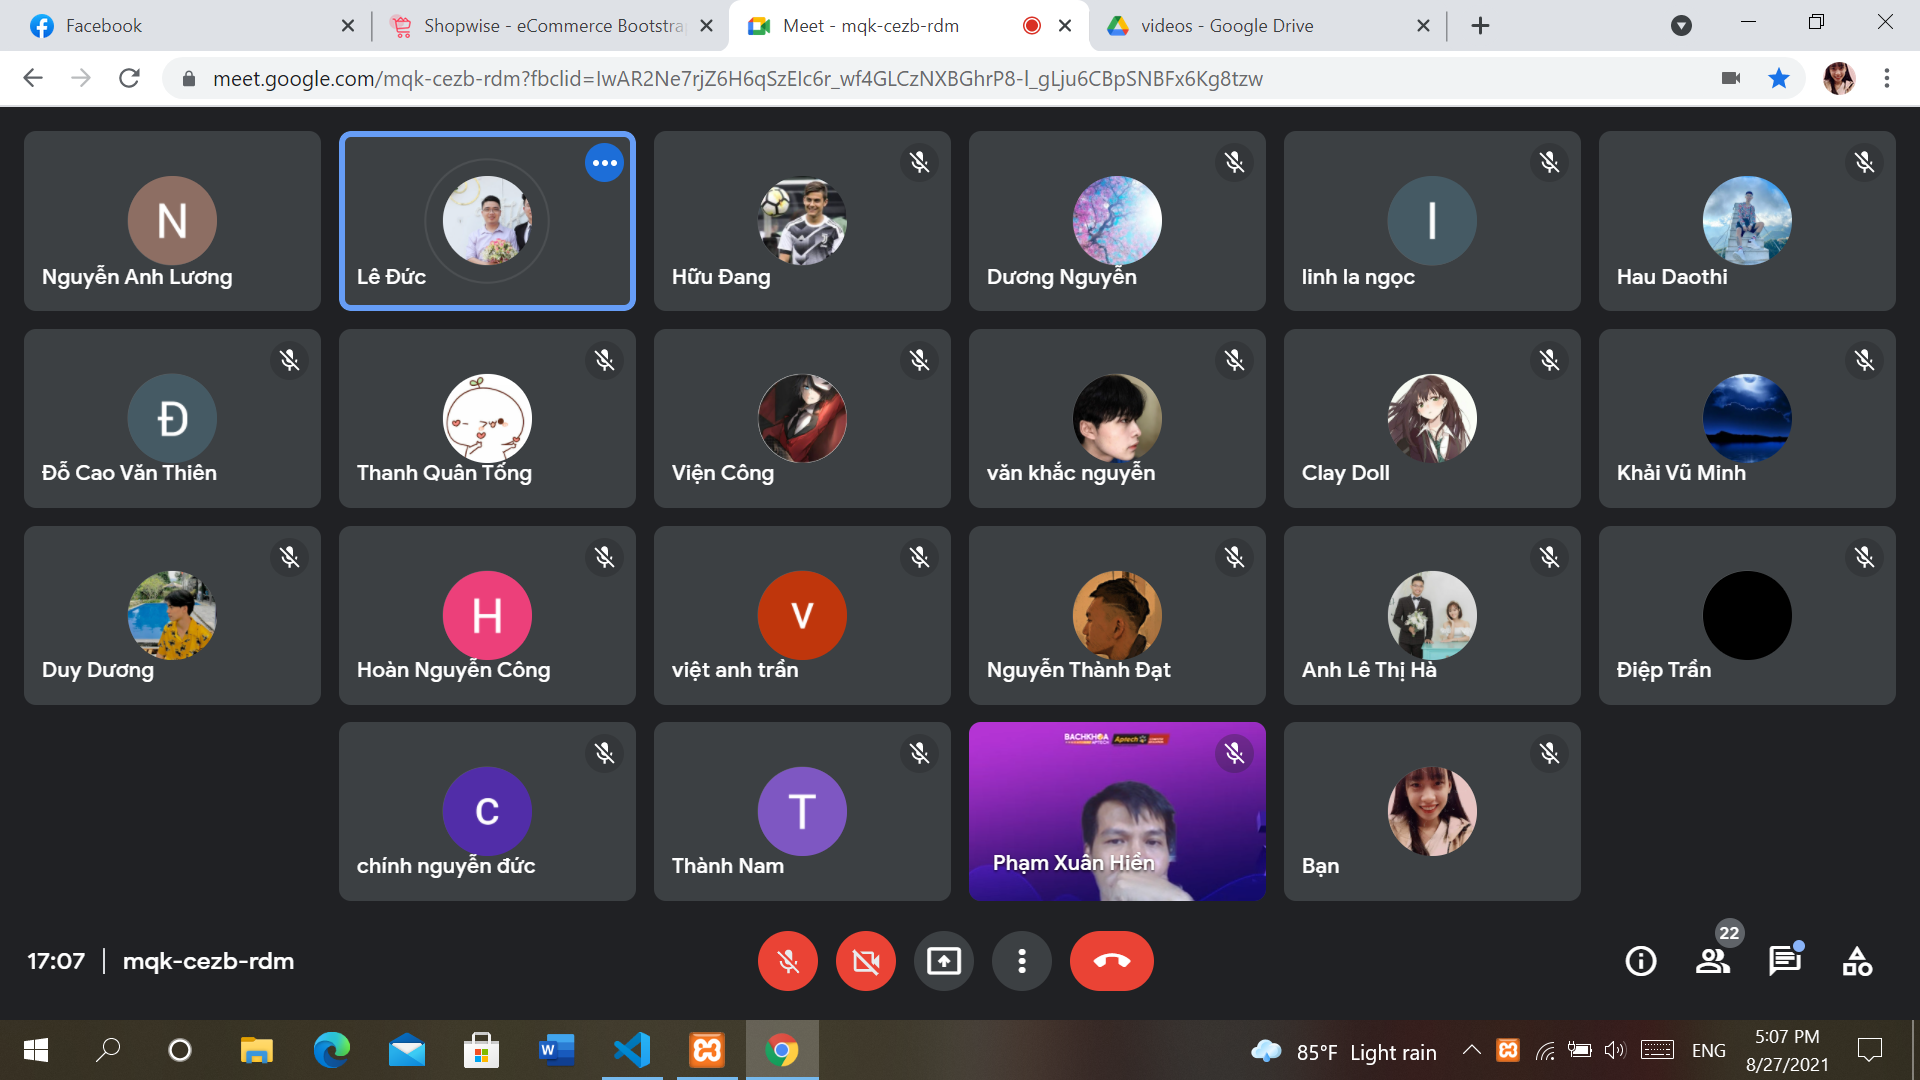 Facebook
Shopwise - eCommerce Bootstra
Meet - mqk-cezb-rdm
videos - Google Drive
meet.google.com/mqk-cezb-rdm?fbclid=IwAR2Ne7rjZ6H6qSzEIc6r_wf4GLCzNXBGhrP8-l_gLju6CBpSNBFx6Kg8tzw
N
Nguyễn Anh Lương
Lê Đức
Hữu Đang
Dương Nguyễn
l
linh la ngọc
Hau Daothi
Đ
Đỗ Cao Văn Thiên
Thanh Quân Tống
Viện Công
văn khắc nguyễn
Clay Doll
Khải Vũ Minh
Duy Dương
H
Hoàn Nguyễn Công
v
việt anh trần
Nguyễn Thành Đạt
Anh Lê Thị Hà
Điệp Trần
c
chính nguyễn đức
T
Thành Nam
BACHKHOA Aptech
APTECH
Phạm Xuân Hiền
Bạn
17:07 | mqk-cezb-rdm
22
85°F Light rain
ENG
5:07 PM
8/27/2021